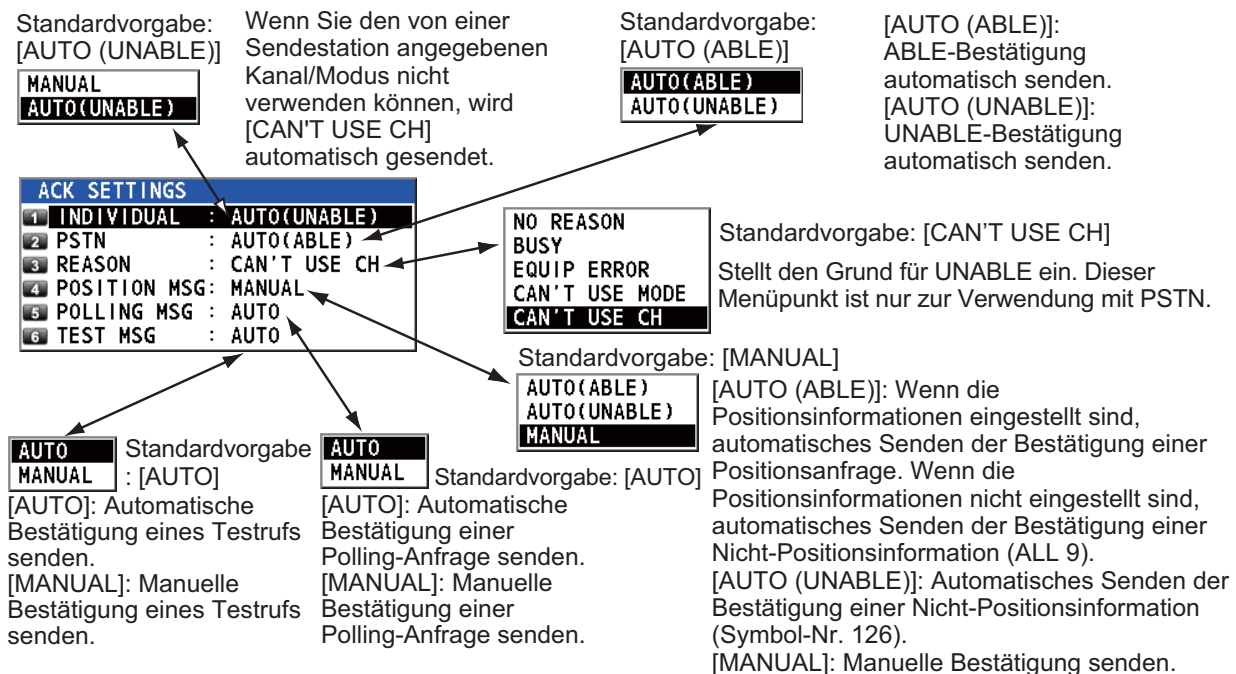 Standardvorgabe:
[AUTO (UNABLE)]
MANUAL
AUTO(UNABLE)
Wenn Sie den von einer
Sendestation angegebenen
Kanal/Modus nicht
verwenden können, wird
[CAN'T USE CH]
automatisch gesendet.
Standardvorgabe:
[AUTO (ABLE)]
AUTO(ABLE)
AUTO(UNABLE)
[AUTO (ABLE)]:
ABLE-Bestätigung
automatisch senden.
[AUTO (UNABLE)]:
UNABLE-Bestätigung
automatisch senden.
ACK SETTINGS
1 INDIVIDUAL : AUTO(UNABLE)
2 PSTN : AUTO(ABLE)
3 REASON : CAN'T USE CH
4 POSITION MSG: MANUAL
5 POLLING MSG : AUTO
6 TEST MSG : AUTO
NO REASON
BUSY
EQUIP ERROR
CAN'T USE MODE
CAN'T USE CH
Standardvorgabe: [CAN'T USE CH]
Stellt den Grund für UNABLE ein. Dieser
Menüpunkt ist nur zur Verwendung mit PSTN.
Standardvorgabe: [MANUAL]
AUTO(ABLE)
AUTO(UNABLE)
MANUAL
[AUTO (ABLE)]: Wenn die
Positionsinformationen eingestellt sind,
automatisches Senden der Bestätigung einer
Positionsanfrage. Wenn die
Positionsinformationen nicht eingestellt sind,
automatisches Senden der Bestätigung einer
Nicht-Positionsinformation (ALL 9).
[AUTO (UNABLE)]: Automatisches Senden der
Bestätigung einer Nicht-Positionsinformation
(Symbol-Nr. 126).
[MANUAL]: Manuelle Bestätigung senden.
AUTO
MANUAL
Standardvorgabe
: [AUTO]
[AUTO]: Automatische
Bestätigung eines Testrufs
senden.
[MANUAL]: Manuelle
Bestätigung eines Testrufs
senden.
AUTO
MANUAL
Standardvorgabe: [AUTO]
[AUTO]: Automatische
Bestätigung einer
Polling-Anfrage senden.
[MANUAL]: Manuelle
Bestätigung einer
Polling-Anfrage senden.